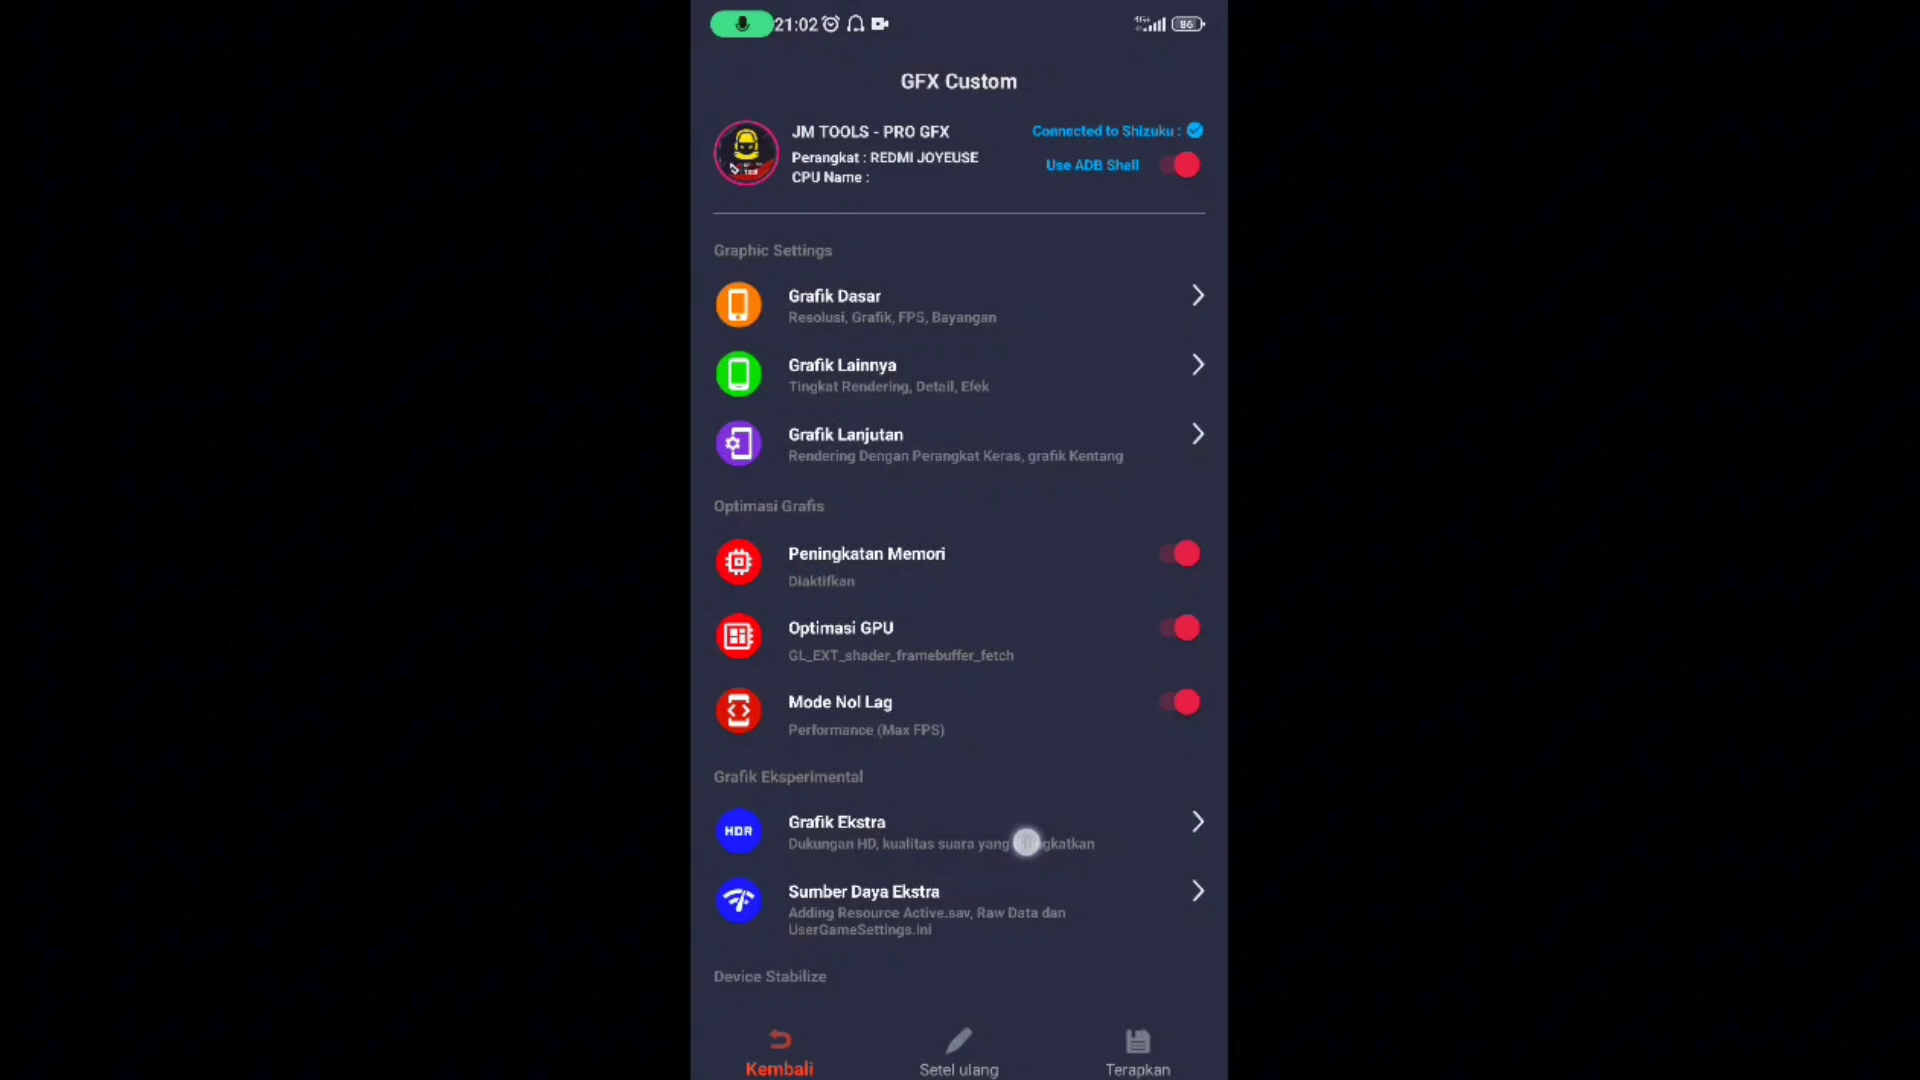 21:02
86
GFX Custom
JM TOOLS - PRO GFX
Connected to Shizuku :
Perangkat : REDMI JOYEUSE
Use ADB Shell
CPU Name :
Graphic Settings
Grafik Dasar
Resolusi, Grafik, FPS, Bayangan
Grafik Lainnya
Tingkat Rendering, Detail, Efek
Grafik Lanjutan
Rendering Dengan Perangkat Keras, grafik Kentang
Optimasi Grafis
Peningkatan Memori
Diaktifkan
Optimasi GPU
GL_EXT_shader_framebuffer_fetch
Mode Nol Lag
Performance (Max FPS)
Grafik Eksperimental
HDR
Grafik Ekstra
Dukungan HD, kualitas suara yang
Sumber Daya Ekstra
Adding Resource Active.sav, Raw Data dan
UserGameSettings.ini
Device Stabilize
Kembali
Setel ulang
Terapkan